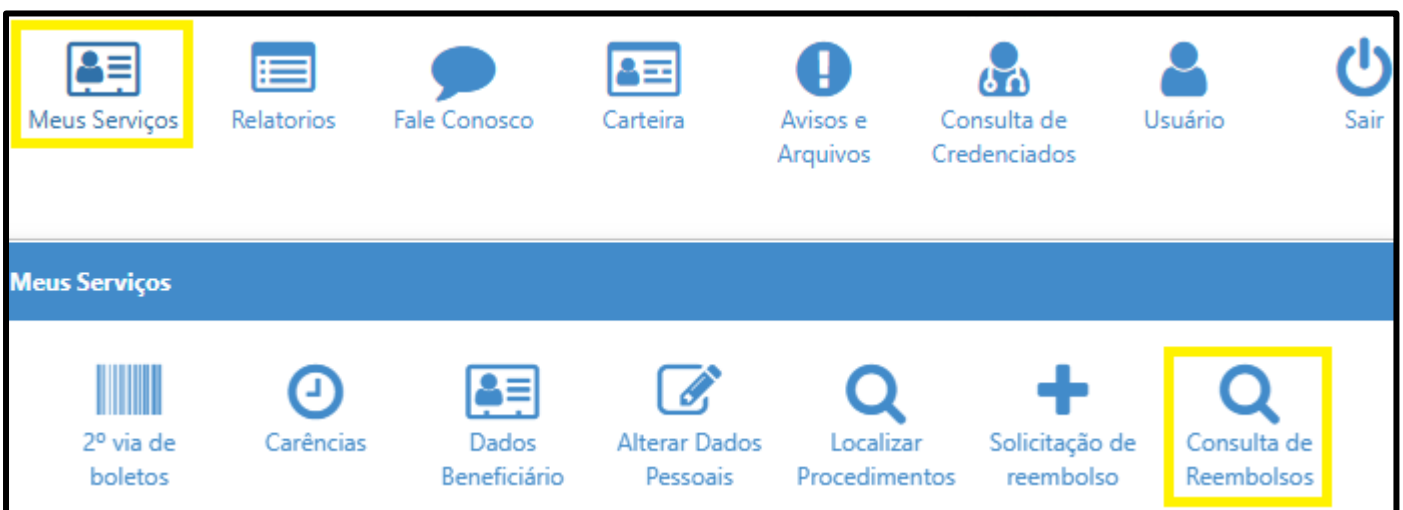 Meus Serviços Relatorios Fale Conosco Carteira Avisos e Arquivos Consulta de Credenciados Usuário Sair
Meus Serviços
2º via de boletos Carências Dados Beneficiário Alterar Dados Pessoais Localizar Procedimentos Solicitação de reembolso Consulta de Reembolsos